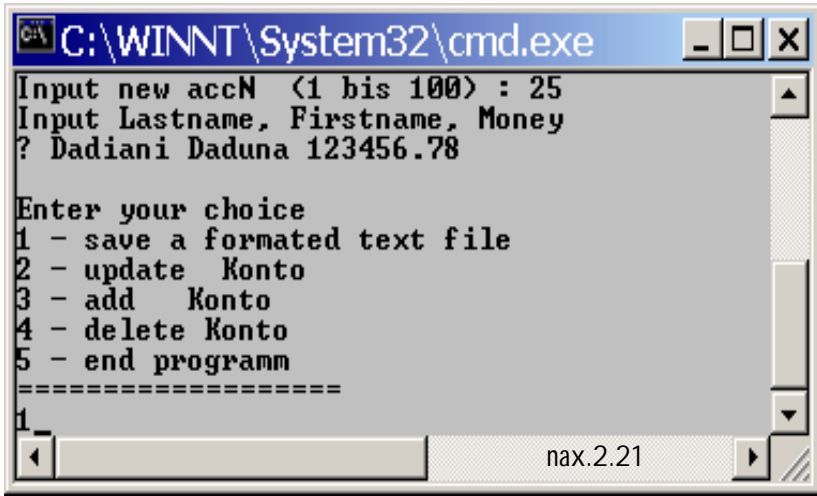 C:\WINNT\System32\cmd.exe
Input new accN  (1 bis 100) : 25
Input Lastname, Firstname, Money
? Dadiani Daduna 123456.78

Enter your choice
1 - save a formated text file
2 - update  Konto
3 - add   Konto
4 - delete Konto
5 - end programm
===================
1_
nax.2.21